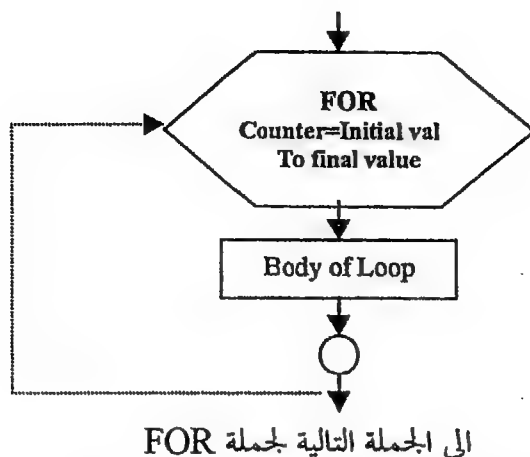 FOR
Counter=Initial val
To final value
Body of Loop
الى الجملة التالية لجملة FOR